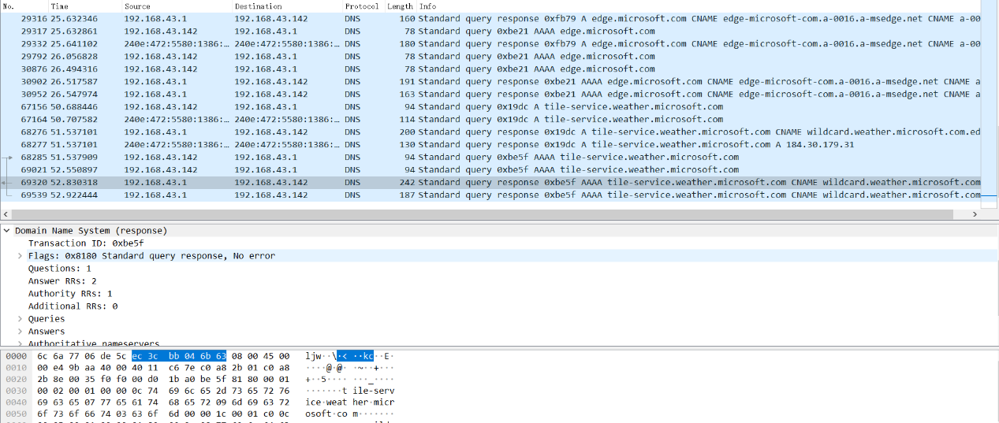 No. Time Source Destination Protocol Length Info
29316 25.632346 192.168.43.1 192.168.43.142 DNS 160 Standard query response 0xfb79 A edge.microsoft.com CNAME edge-microsoft-com.a-0016.a-msedge.net CNAME a-00
29317 25.632861 192.168.43.142 192.168.43.1 DNS 78 Standard query 0xbe21 AAAA edge.microsoft.com
29332 25.641102 240e:472:5580:1386:… 240e:472:5580:1386:… DNS 180 Standard query response 0xfb79 A edge.microsoft.com CNAME edge-microsoft-com.a-0016.a-msedge.net CNAME a-00
29792 26.056828 192.168.43.142 192.168.43.1 DNS 78 Standard query 0xbe21 AAAA edge.microsoft.com
30876 26.494316 192.168.43.142 192.168.43.1 DNS 78 Standard query 0xbe21 AAAA edge.microsoft.com
30902 26.517587 192.168.43.1 192.168.43.142 DNS 191 Standard query response 0xbe21 AAAA edge.microsoft.com CNAME edge-microsoft-com.a-0016.a-msedge.net CNAME a
30952 26.547974 192.168.43.1 192.168.43.142 DNS 163 Standard query response 0xbe21 AAAA edge.microsoft.com CNAME edge-microsoft-com.a-0016.a-msedge.net CNAME a
67156 50.688446 192.168.43.142 192.168.43.1 DNS 94 Standard query 0x19dc A tile-service.weather.microsoft.com
67164 50.707582 240e:472:5580:1386:… 240e:472:5580:1386:… DNS 114 Standard query 0x19dc A tile-service.weather.microsoft.com
68276 51.537101 192.168.43.1 192.168.43.142 DNS 200 Standard query response 0x19dc A tile-service.weather.microsoft.com CNAME wildcard.weather.microsoft.com.ed
68277 51.537101 240e:472:5580:1386:… 240e:472:5580:1386:… DNS 130 Standard query response 0x19dc A tile-service.weather.microsoft.com A 184.30.179.31
68285 51.537909 192.168.43.142 192.168.43.1 DNS 94 Standard query 0xbe5f AAAA tile-service.weather.microsoft.com
69021 52.550897 192.168.43.142 192.168.43.1 DNS 94 Standard query 0xbe5f AAAA tile-service.weather.microsoft.com
69320 52.830318 192.168.43.1 192.168.43.142 DNS 242 Standard query response 0xbe5f AAAA tile-service.weather.microsoft.com CNAME wildcard.weather.microsoft.com
69539 52.922444 192.168.43.1 192.168.43.142 DNS 187 Standard query response 0xbe5f AAAA tile-service.weather.microsoft.com CNAME wildcard.weather.microsoft.com
Domain Name System (response)
Transaction ID: 0xbe5f
Flags: 0x8180 Standard query response, No error
Questions: 1
Answer RRs: 2
Authority RRs: 1
Additional RRs: 0
Queries
Answers
Authoritative nameservers
0000 6c 6a 77 06 de 5c ec 3c bb 04 6b 63 08 00 45 00 ljw··\·< ··kc··E·
0010 00 e4 9b aa 40 00 40 11 c6 7e c0 a8 2b 01 c0 a8 ····@·@· ·~··+···
0020 2b 8e 00 35 f0 f0 00 d0 1b a0 be 5f 81 80 00 01 +··5···· ···_····
0030 00 02 00 01 00 00 0c 74 69 6c 65 2d 73 65 72 76 ·······t ile-serv
0040 69 63 65 07 77 65 61 74 68 65 72 09 6d 69 63 72 ice·weat her·micr
0050 6f 73 6f 66 74 03 63 6f 6d 00 00 1c 00 01 c0 0c osoft·co m·······